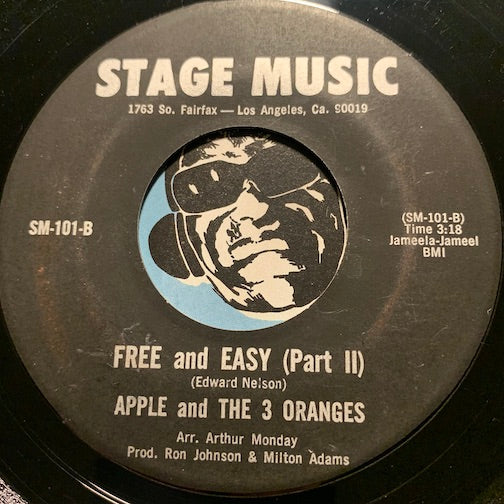 STAGE MUSIC
1763 So. Fairfax — Los Angeles, Ca. 90019
SM-101-B
(SM-101-B)
Time 3:18
Jameela-Jameel
BMI
FREE and EASY (Part II)
(Edward Nelson)
APPLE and THE 3 ORANGES
Arr. Arthur Monday
Prod. Ron Johnson & Milton Adams